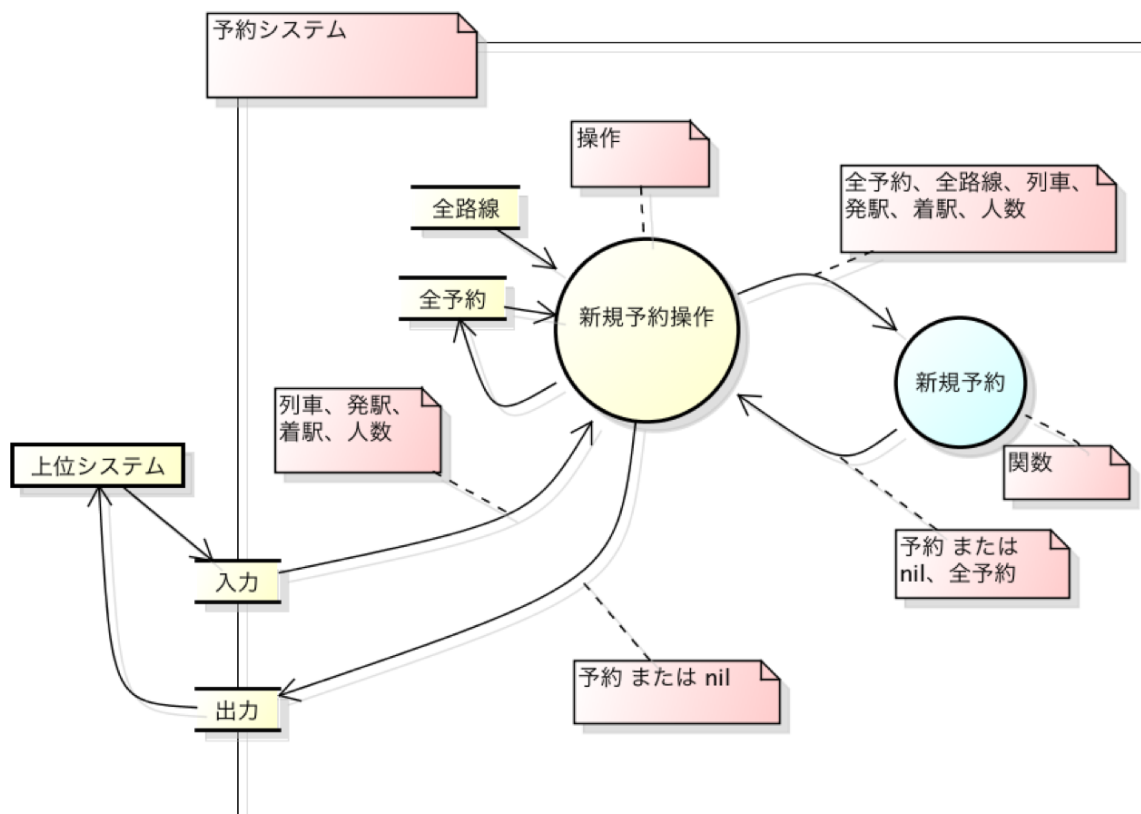 予約システム
操作
全予約、全路線、列車、
発駅、着駅、人数
全路線
全予約
新規予約操作
新規予約
列車、発駅、
着駅、人数
上位システム
関数
予約 または
nil、全予約
入力
予約 または nil
出力